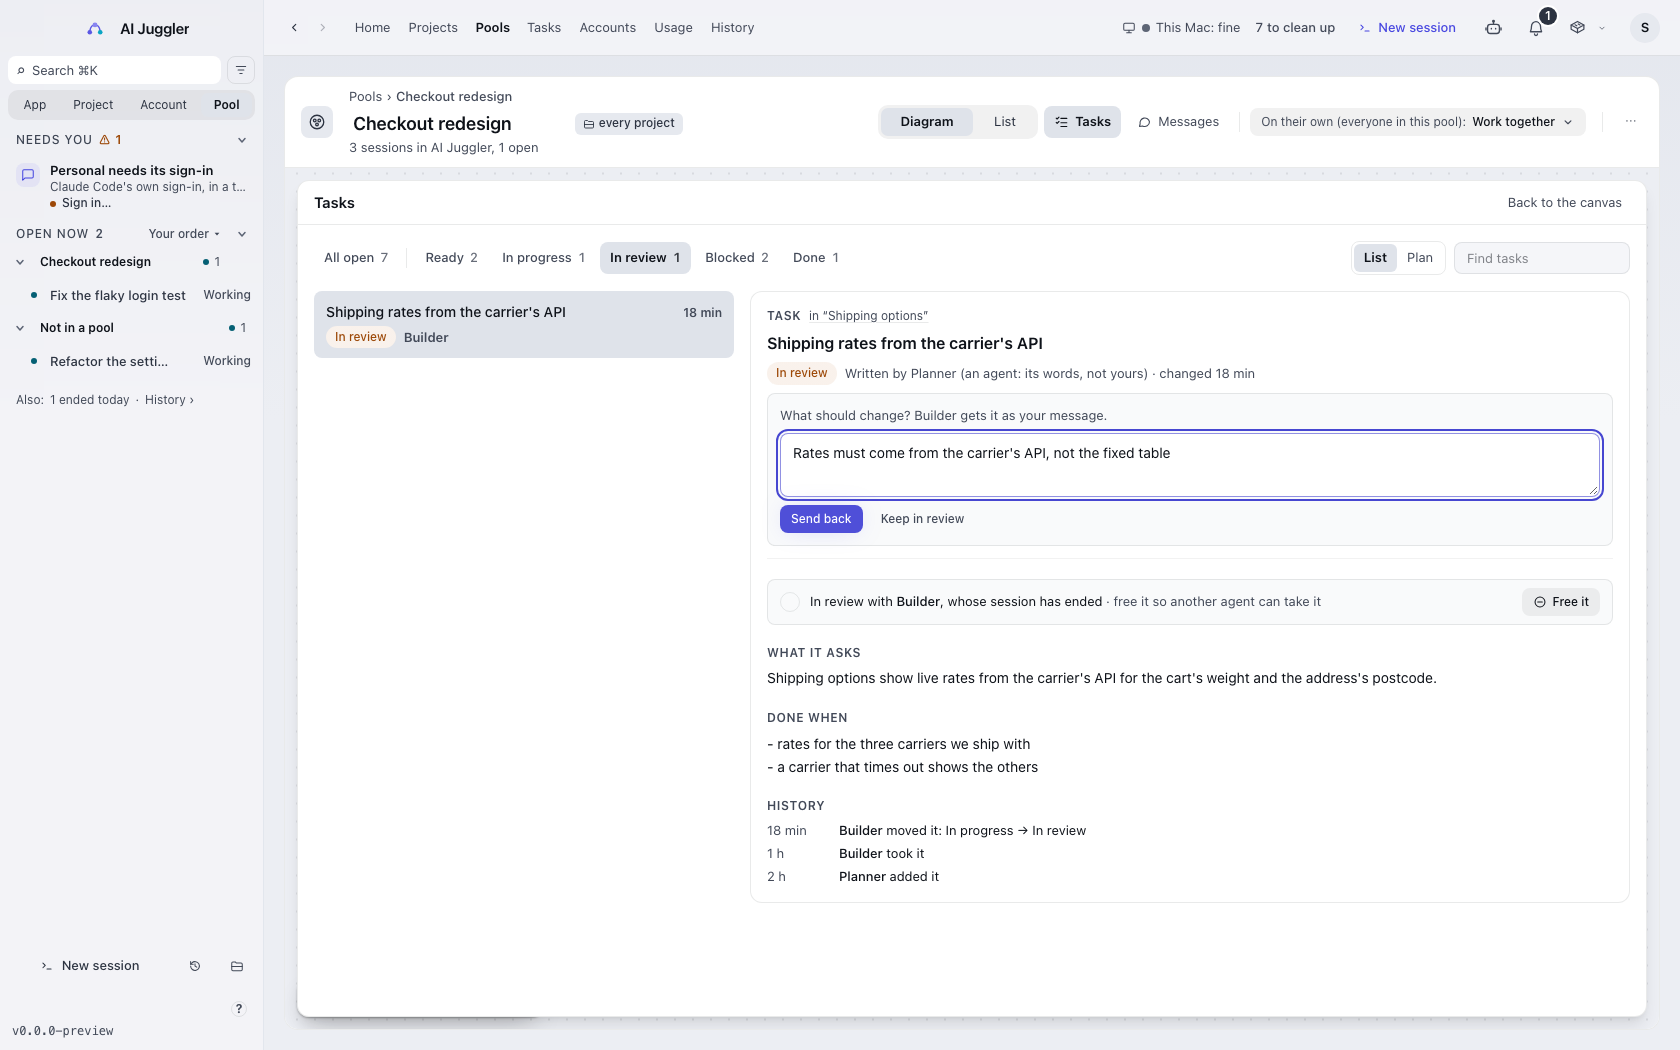 AI Juggler
Search ⌘K
App Project Account Pool
NEEDS YOU 1
Personal needs its sign-in
Claude Code's own sign-in, in a t...
Sign in...
OPEN NOW 2 Your order
Checkout redesign 1
Fix the flaky login test Working
Not in a pool 1
Refactor the setti... Working
Also: 1 ended today · History ›
New session
?
v0.0.0-preview
Home Projects Pools Tasks Accounts Usage History
This Mac: fine 7 to clean up New session 1 S
Pools › Checkout redesign
Checkout redesign every project
3 sessions in AI Juggler, 1 open
Diagram List Tasks Messages On their own (everyone in this pool): Work together ...
Tasks Back to the canvas
All open 7 Ready 2 In progress 1 In review 1 Blocked 2 Done 1 List Plan Find tasks
Shipping rates from the carrier's API 18 min
In review Builder
TASK in “Shipping options”
Shipping rates from the carrier's API
In review Written by Planner (an agent: its words, not yours) · changed 18 min
What should change? Builder gets it as your message.
Rates must come from the carrier's API, not the fixed table
Send back Keep in review
In review with Builder, whose session has ended · free it so another agent can take it Free it
WHAT IT ASKS
Shipping options show live rates from the carrier's API for the cart's weight and the address's postcode.
DONE WHEN
- rates for the three carriers we ship with
- a carrier that times out shows the others
HISTORY
18 min Builder moved it: In progress → In review
1 h Builder took it
2 h Planner added it